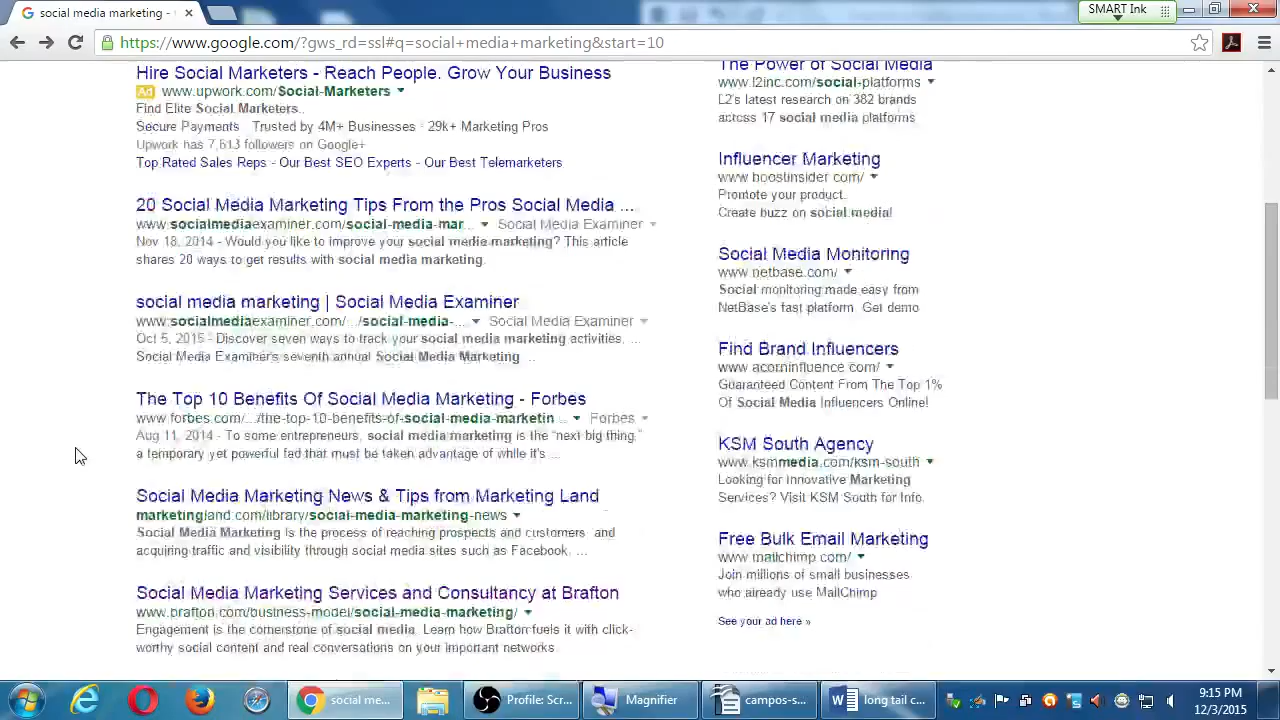 social media marketing -
SMART Ink
https://www.google.com/?gws_rd=ssl#q=social+media+marketing&start=10
Hire Social Marketers - Reach People. Grow Your Business
Ad www.upwork.com/Social-Marketers
Find Elite Social Marketers..
Secure Payments · Trusted by 4M+ Businesses · 29k+ Marketing Pros
Upwork has 7,613 followers on Google+
Top Rated Sales Reps - Our Best SEO Experts - Our Best Telemarketers
20 Social Media Marketing Tips From the Pros Social Media ...
www.socialmediaexaminer.com/social-media-mar... Social Media Examiner
Nov 18, 2014 - Would you like to improve your social media marketing? This article
shares 20 ways to get results with social media marketing.
social media marketing | Social Media Examiner
www.socialmediaexaminer.com/.../social-media-... Social Media Examiner
Oct 5, 2015 - Discover seven ways to track your social media marketing activities, ...
Social Media Examiner's seventh annual Social Media Marketing ...
The Top 10 Benefits Of Social Media Marketing - Forbes
www.forbes.com/.../the-top-10-benefits-of-social-media-marketin... Forbes
Aug 11, 2014 - To some entrepreneurs, social media marketing is the “next big thing,”
a temporary yet powerful fad that must be taken advantage of while it's ...
Social Media Marketing News & Tips from Marketing Land
marketingland.com/library/social-media-marketing-news
Social Media Marketing is the process of reaching prospects and customers and
acquiring traffic and visibility through social media sites such as Facebook, ...
Social Media Marketing Services and Consultancy at Brafton
www.brafton.com/business-model/social-media-marketing/
Engagement is the cornerstone of social media. Learn how Brafton fuels it with click-
worthy social content and real conversations on your important networks.
The Power of Social Media
www.l2inc.com/social-platforms
L2's latest research on 382 brands
across 17 social media platforms
Influencer Marketing
www.boostinsider.com/
Promote your product.
Create buzz on social media!
Social Media Monitoring
www.netbase.com/
Social monitoring made easy from
NetBase's fast platform. Get demo
Find Brand Influencers
www.acorninfluence.com/
Guaranteed Content From The Top 1%
Of Social Media Influencers Online!
KSM South Agency
www.ksmmedia.com/ksm-south
Looking for Innovative Marketing
Services? Visit KSM South for Info.
Free Bulk Email Marketing
www.mailchimp.com/
Join millions of small businesses
who already use MailChimp
See your ad here »
social me...
Profile: Scr...
Magnifier
campos-s...
long tail c...
9:15 PM
12/3/2015